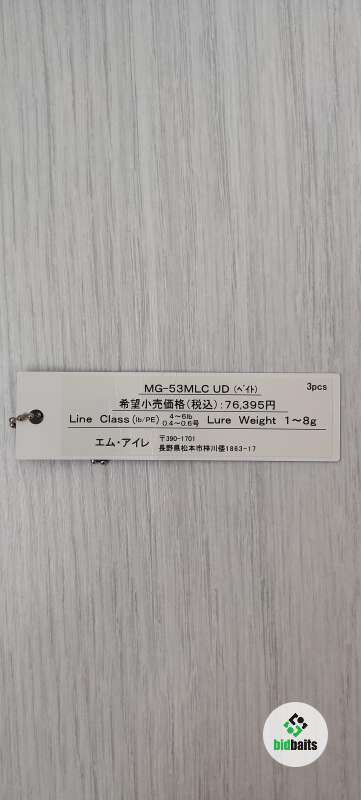 MG-53MLC UD (ベイト) 3pcs
希望小売価格(税込):76,395円
Line Class(lb/PE) 4〜6lb 0.4〜0.6号 Lure Weight 1〜8g
エム・アイレ 〒390-1701
長野県松本市梓川倭1863-17
bidbaits